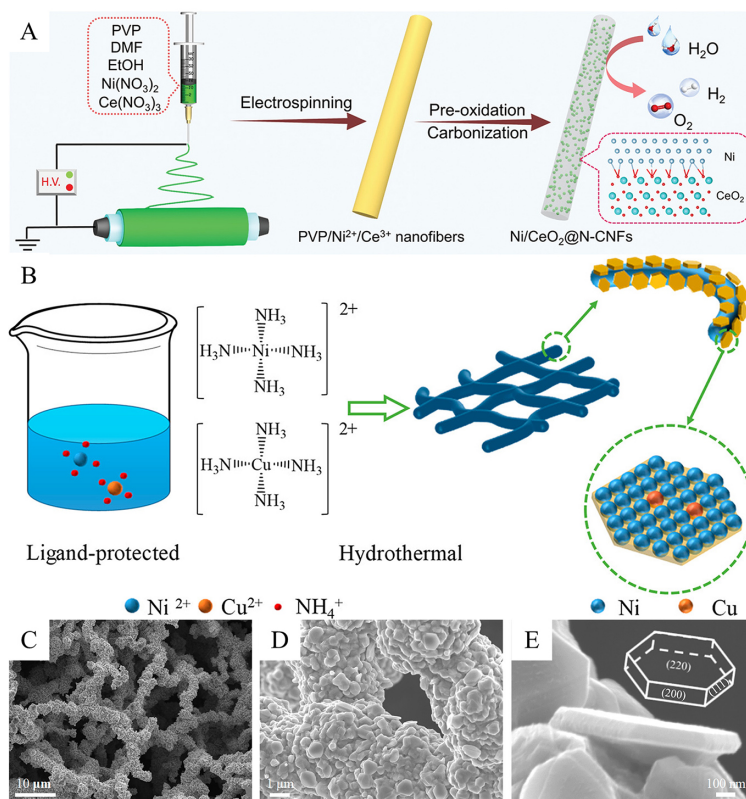 A
PVP
DMF
EtOH
Ni(NO₃)₂
Ce(NO₃)₃
H.V.
Electrospinning
Pre-oxidation
Carbonization
H₂O
H₂
O₂
Ni
CeO₂
PVP/Ni²⁺/Ce³⁺ nanofibers
Ni/CeO₂@N-CNFs
B
NH₃ 2+
H₃N Ni NH₃
NH₃
NH₃ 2+
H₃N Cu NH₃
NH₃
Ligand-protected
Hydrothermal
Ni ²⁺ Cu²⁺ NH₄⁺
Ni Cu
C
10 μm
D
1 μm
E
(220)
(200)
100 nm